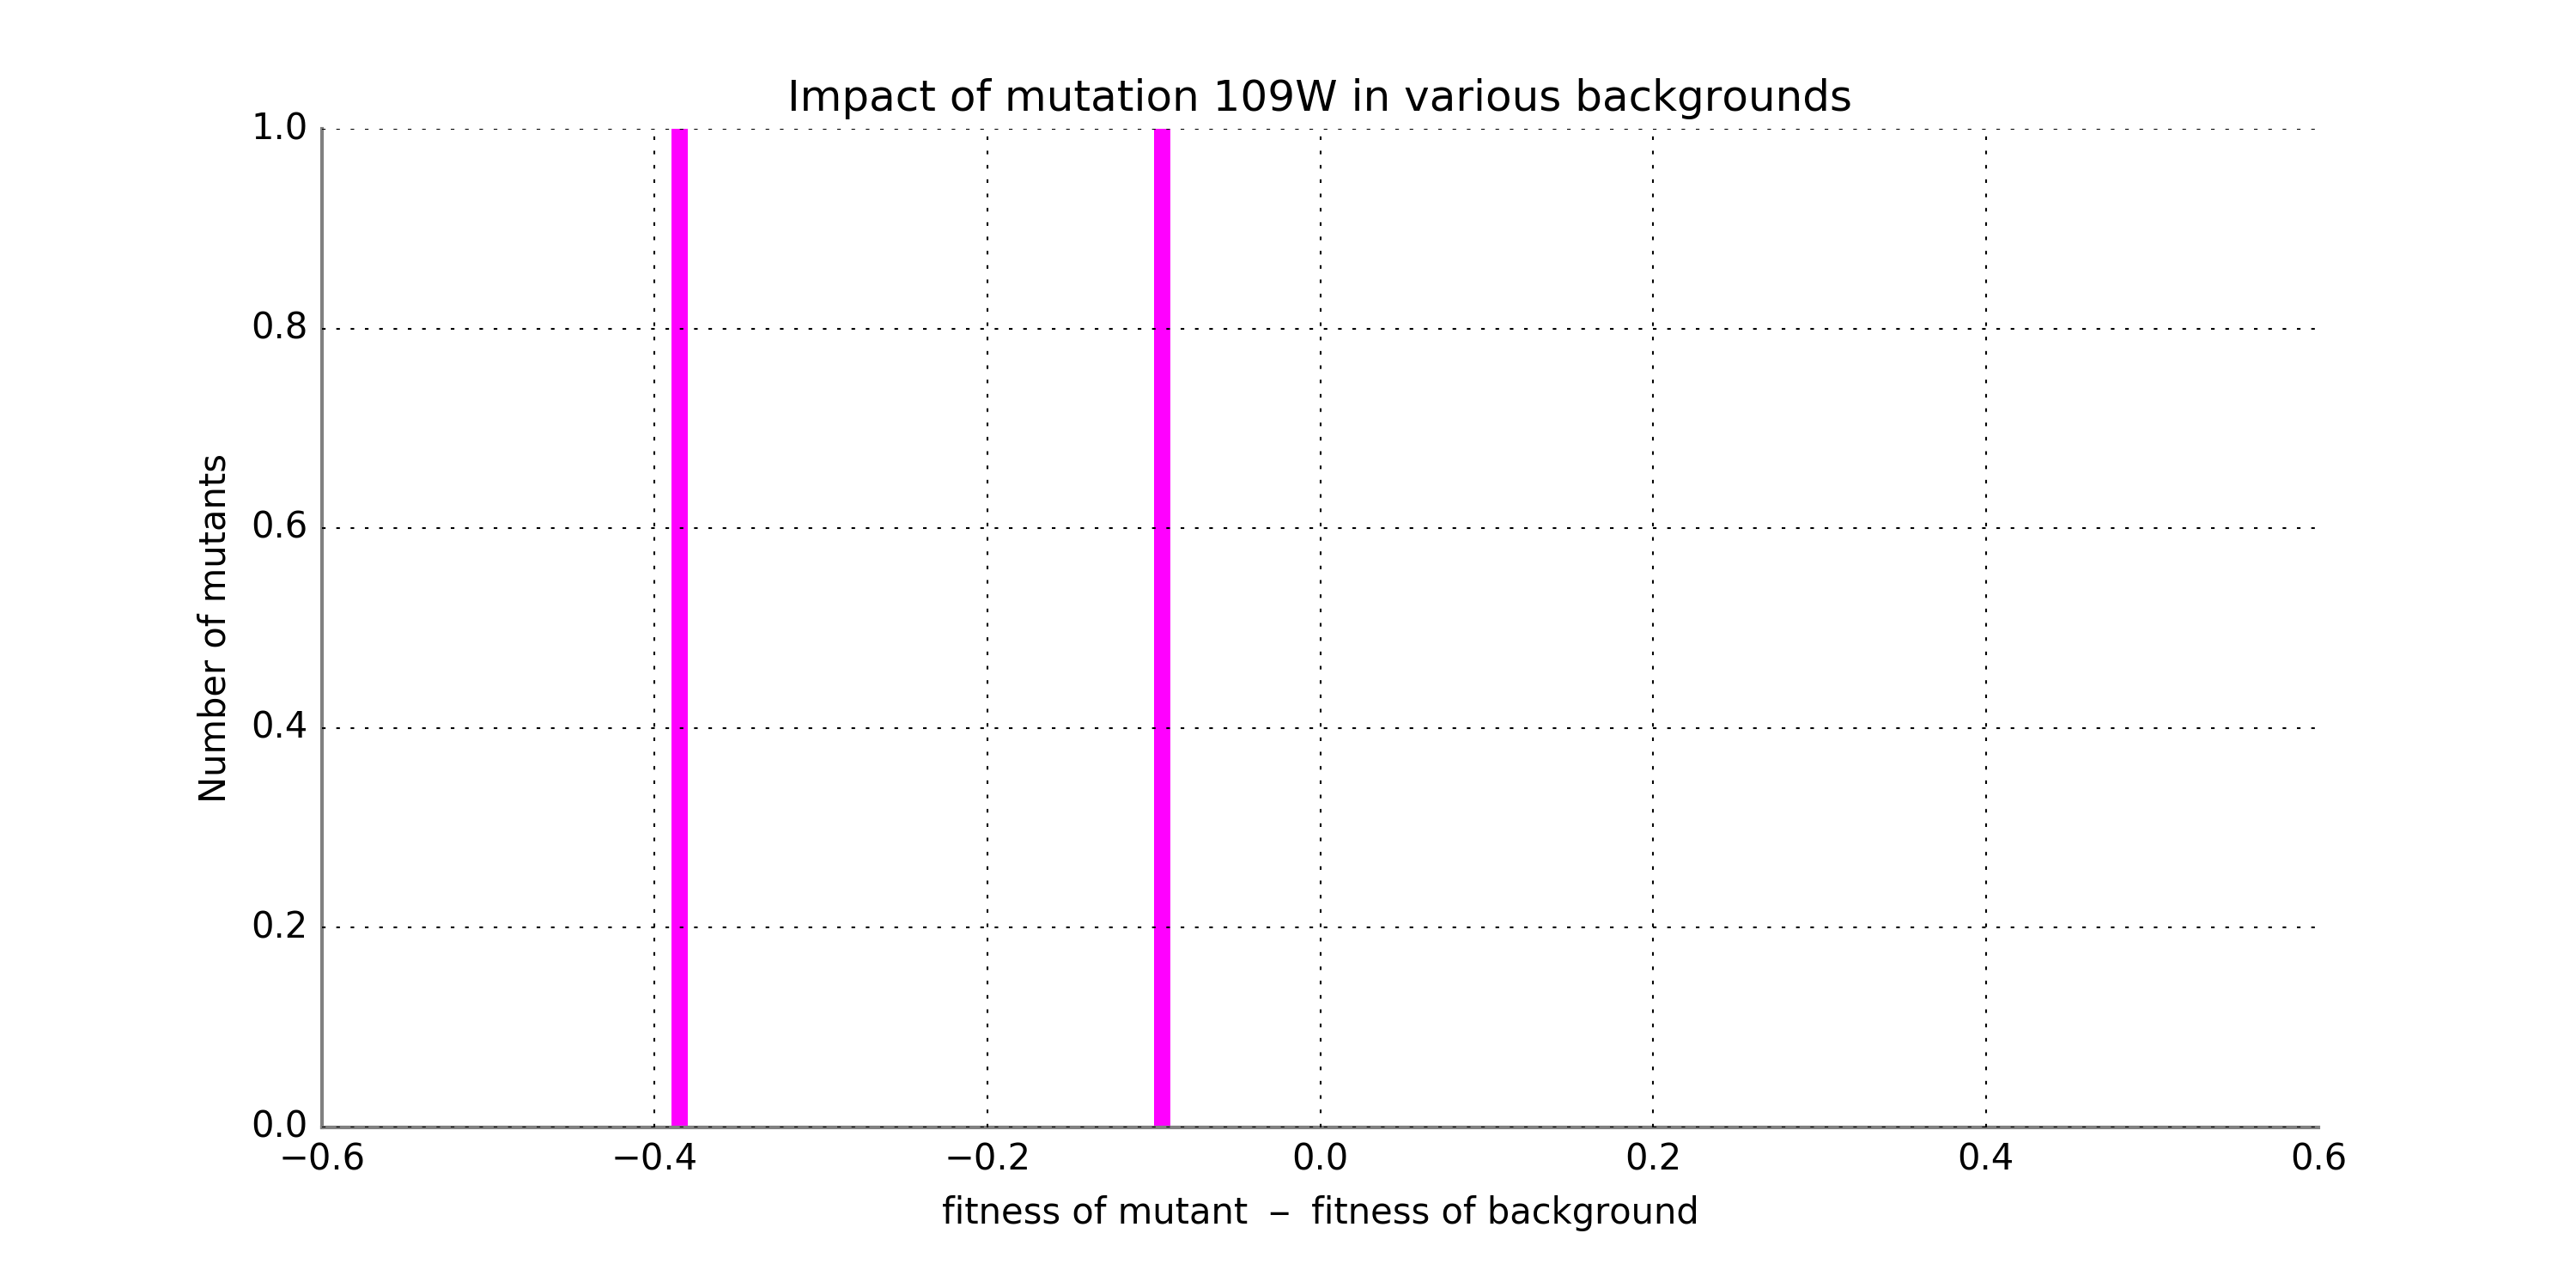 Impact of mutation 109W in various backgrounds
1.0
0.8
0.6
0.4
0.2
0.0
Number of mutants
−0.6 −0.4 −0.2 0.0 0.2 0.4 0.6
fitness of mutant − fitness of background